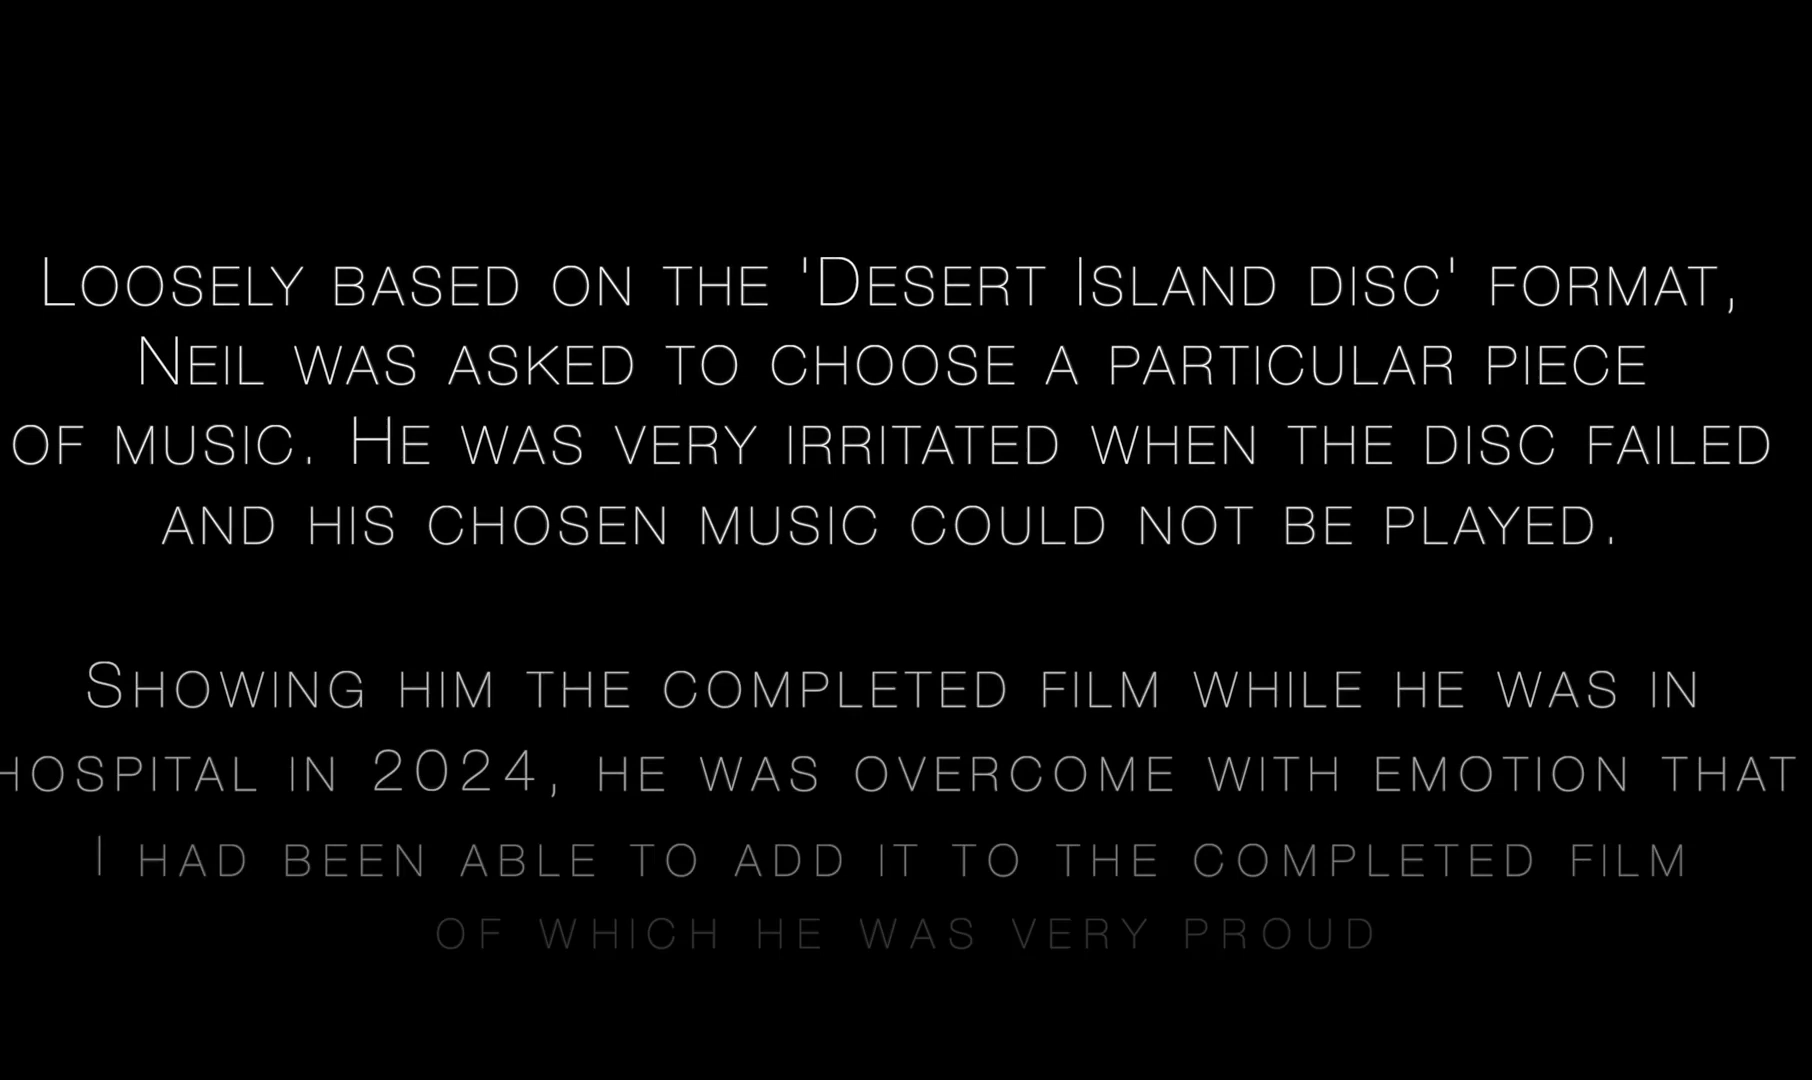 Loosely based on the 'Desert Island disc' format,
Neil was asked to choose a particular piece
of music. He was very irritated when the disc failed
and his chosen music could not be played.
Showing him the completed film while he was in
hospital in 2024, he was overcome with emotion that
I had been able to add it to the completed film
of which he was very proud